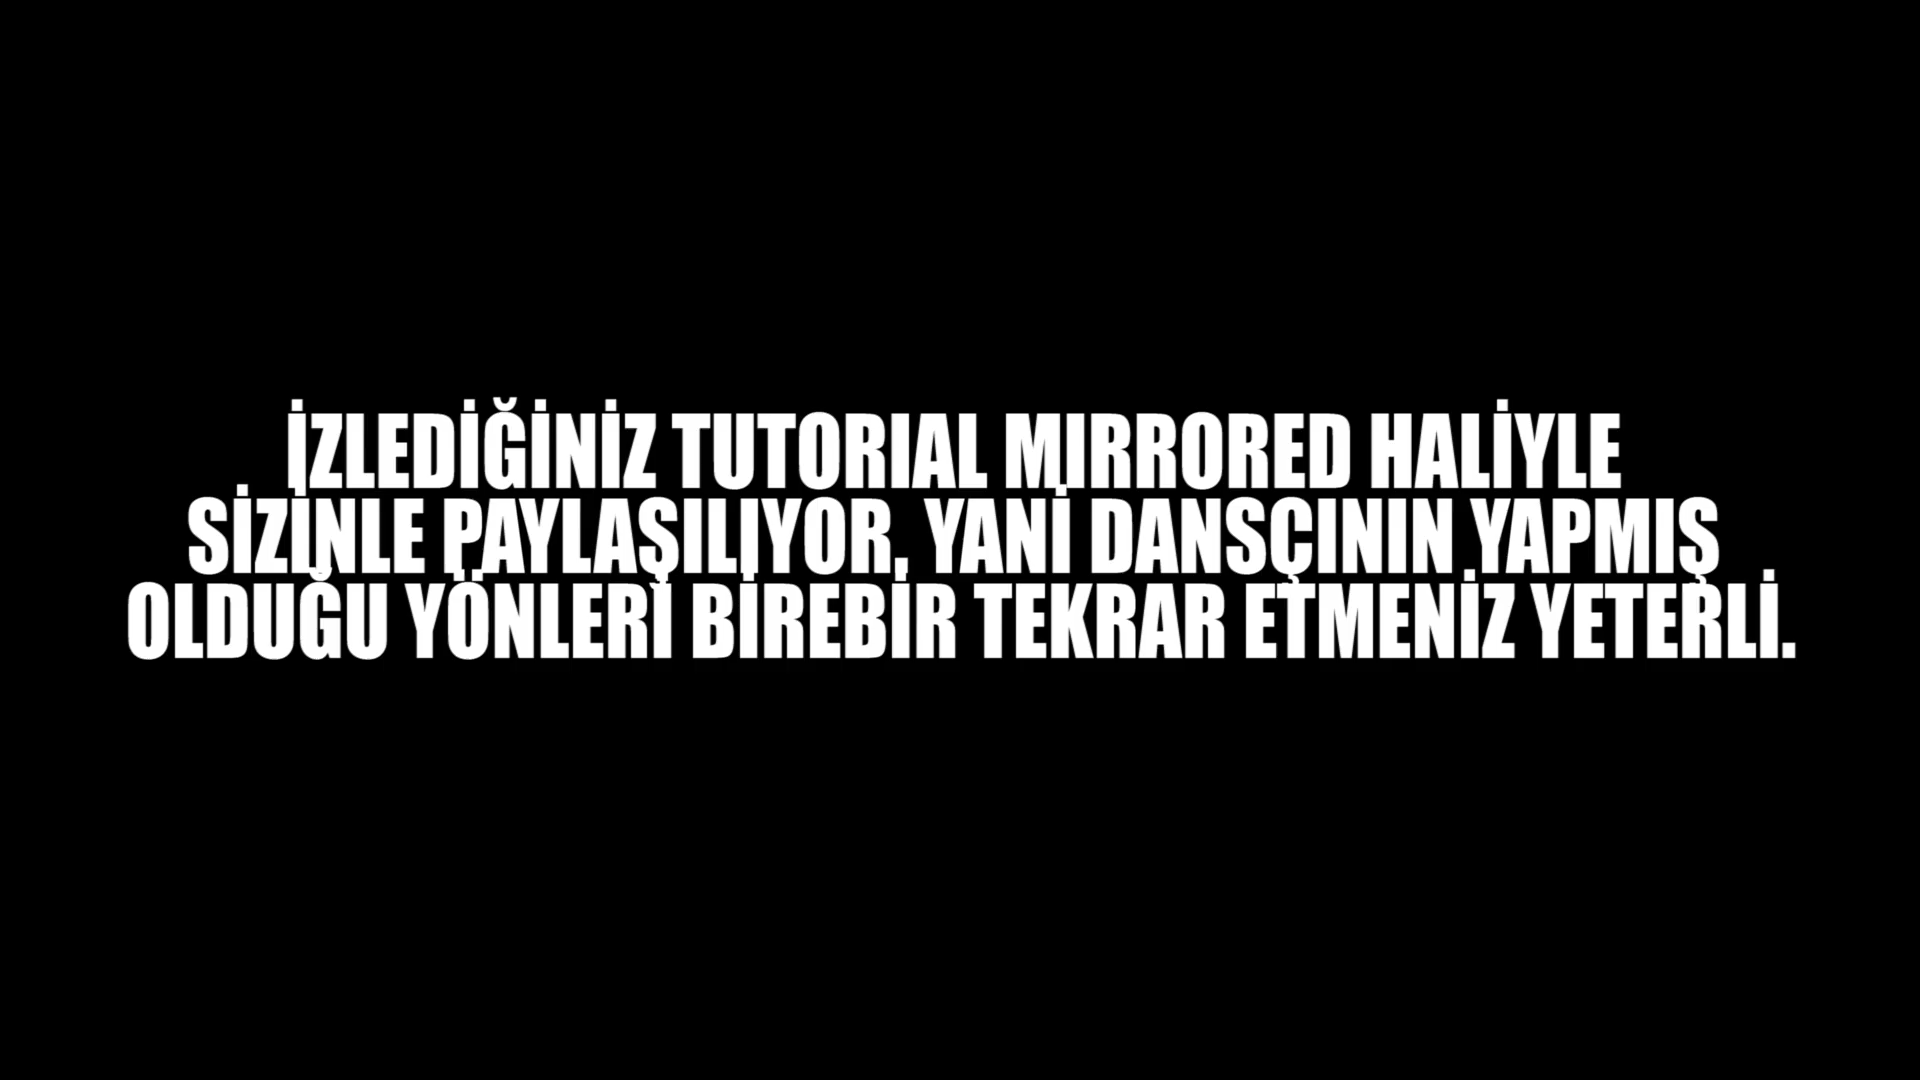 İZLEDİĞİNİZ TUTORIAL MIRRORED HALİYLE
SİZİNLE PAYLAŞILIYOR, YANİ DANSÇININ YAPMIŞ
OLDUĞU YÖNLERİ BİREBİR TEKRAR ETMENİZ YETERLİ.